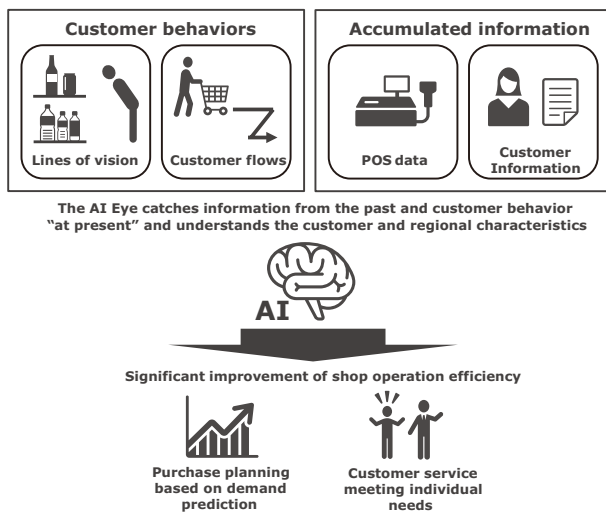 Customer behaviors
Lines of vision
Customer flows
Accumulated information
POS data
Customer
Information
The AI Eye catches information from the past and customer behavior
“at present” and understands the customer and regional characteristics
AI
Significant improvement of shop operation efficiency
Purchase planning
based on demand
prediction
Customer service
meeting individual
needs